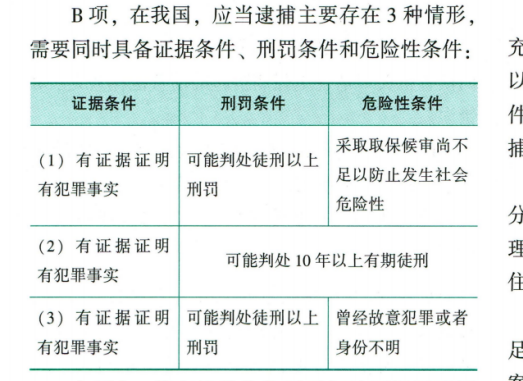 B 项，在我国，应当逮捕主要存在 3 种情形，
需要同时具备证据条件、刑罚条件和危险性条件：
证据条件 刑罚条件 危险性条件
（1）有证据证明
有犯罪事实
可能判处徒刑以上
刑罚
采取取保候审尚不
足以防止发生社会
危险性
（2）有证据证明
有犯罪事实
可能判处 10 年以上有期徒刑
（3）有证据证明
有犯罪事实
可能判处徒刑以上
刑罚
曾经故意犯罪或者
身份不明
充
以
件
捕
分
理
住
足